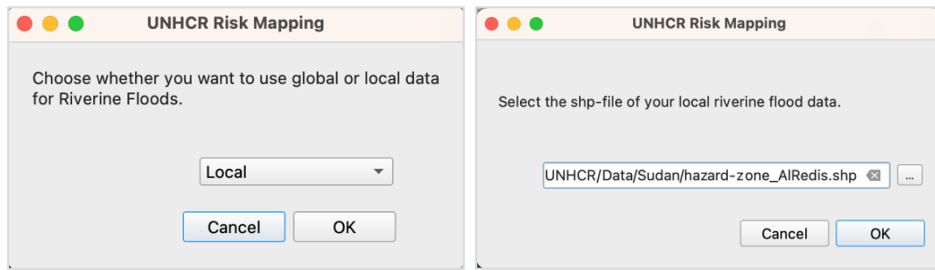 UNHCR Risk Mapping
Choose whether you want to use global or local data
for Riverine Floods.
Local
Cancel
OK
UNHCR Risk Mapping
Select the shp-file of your local riverine flood data.
UNHCR/Data/Sudan/hazard-zone_AlRedis.shp
...
Cancel
OK